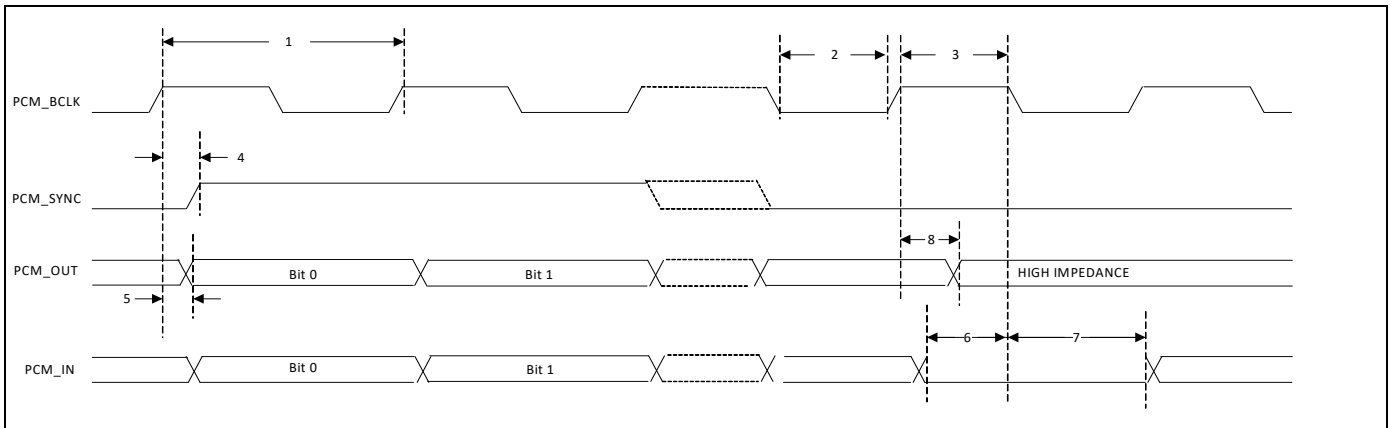 1
2
3
PCM_BCLK
4
PCM_SYNC
8
PCM_OUT
Bit 0
Bit 1
HIGH IMPEDANCE
5
6
7
PCM_IN
Bit 0
Bit 1